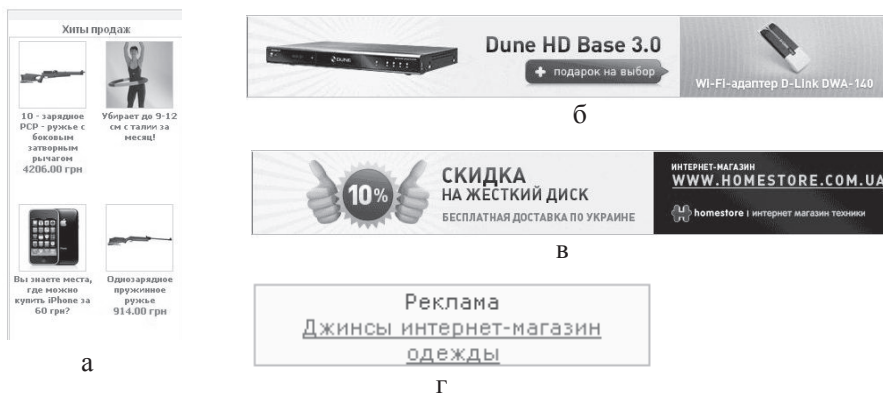 Хиты продаж
10 - зарядное
PCP - ружье с
боковым
затворным
рычагом
4206.00 грн
Убирает до 9-12
см с талии за
месяц!
Вы знаете места,
где можно
купить iPhone за
60 грн?
Однозарядное
пружинное
ружье
914.00 грн
а
DUNE
Dune HD Base 3.0
+ подарок на выбор
Wi-Fi-адаптер D-Link DWA-140
б
10%
СКИДКА
НА ЖЕСТКИЙ ДИСК
БЕСПЛАТНАЯ ДОСТАВКА ПО УКРАИНЕ
ИНТЕРНЕТ-МАГАЗИН
WWW.HOMESTORE.COM.UA
homestore | интернет магазин техники
в
Реклама
Джинсы интернет-магазин
одежды
г